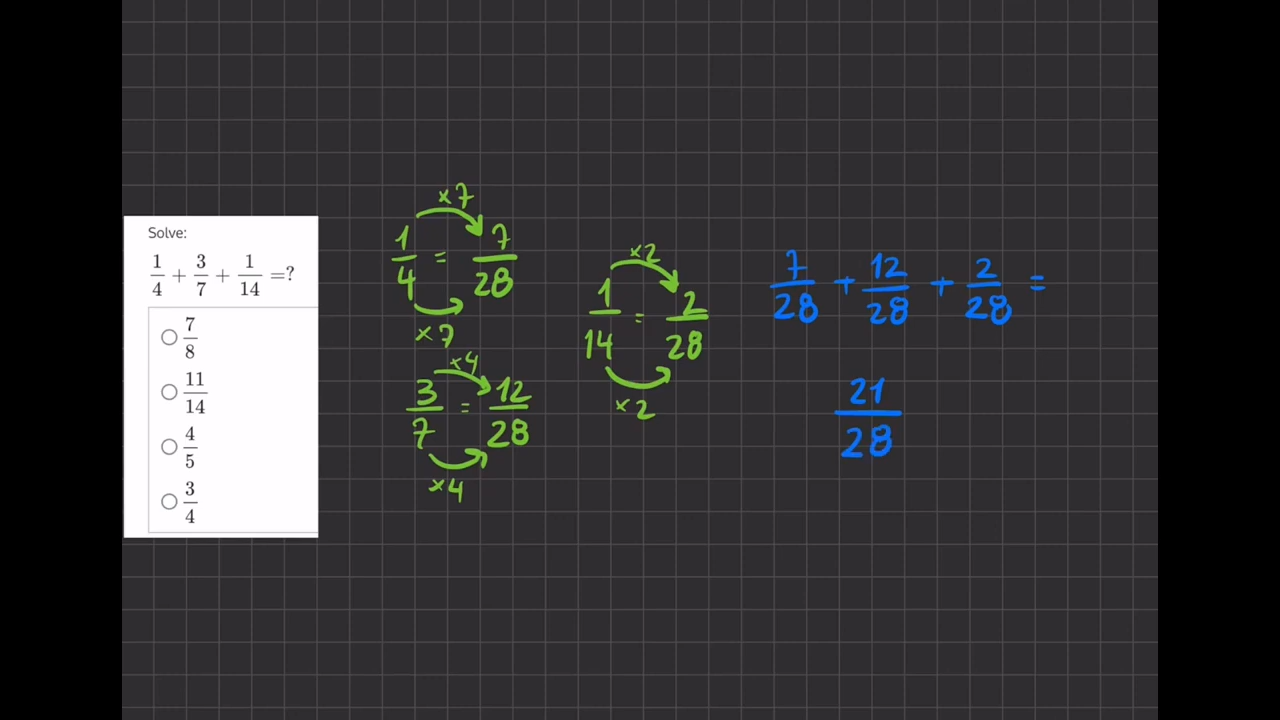 Solve:
1/4 + 3/7 + 1/14 =?
7/8
11/14
4/5
3/4
×7
1/4 = 7/28
×7
×4
3/7 = 12/28
×4
×2
1/14 = 2/28
×2
7/28 + 12/28 + 2/28 =
21/28